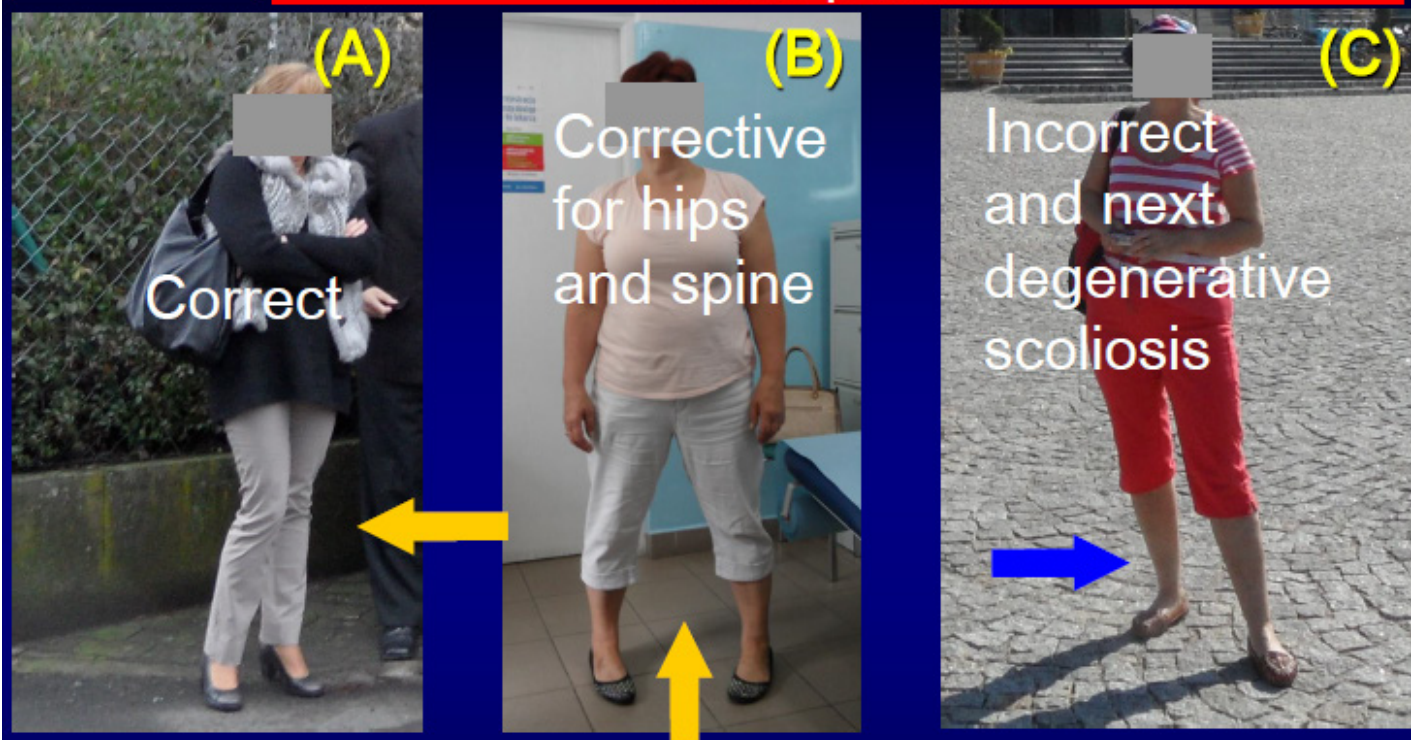 (A)
Correct
(B)
Corrective
for hips
and spine
(C)
Incorrect
and next
degenerative
scoliosis